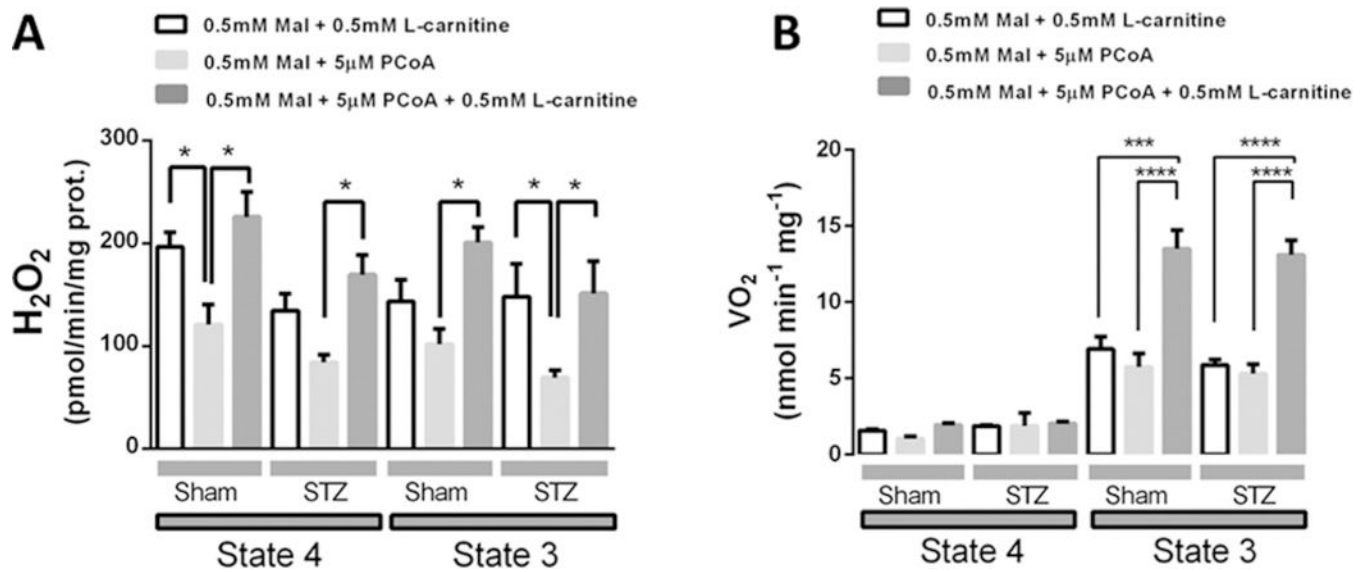 A
0.5mM Mal + 0.5mM L-carnitine
0.5mM Mal + 5μM PCoA
0.5mM Mal + 5μM PCoA + 0.5mM L-carnitine
H₂O₂
(pmol/min/mg prot.)
300
200
100
0
* * * * * *
Sham STZ Sham STZ
State 4 State 3
B
0.5mM Mal + 0.5mM L-carnitine
0.5mM Mal + 5μM PCoA
0.5mM Mal + 5μM PCoA + 0.5mM L-carnitine
VO₂
(nmol min⁻¹ mg⁻¹)
20
15
10
5
0
*** ****
**** ****
Sham STZ Sham STZ
State 4 State 3